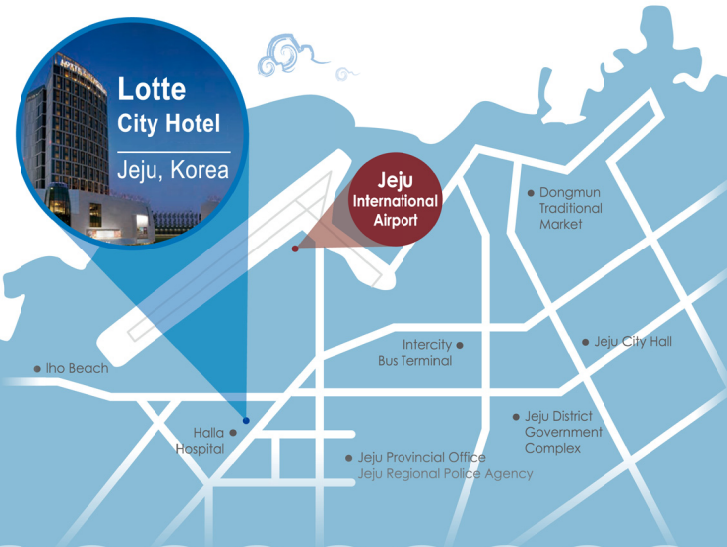 Lotte
City Hotel
Jeju, Korea
Jeju
International
Airport
Dongmun
Traditional
Market
Intercity
Bus Terminal
Jeju City Hall
Iho Beach
Halla
Hospital
Jeju District
Government
Complex
Jeju Provincial Office
Jeju Regional Police Agency